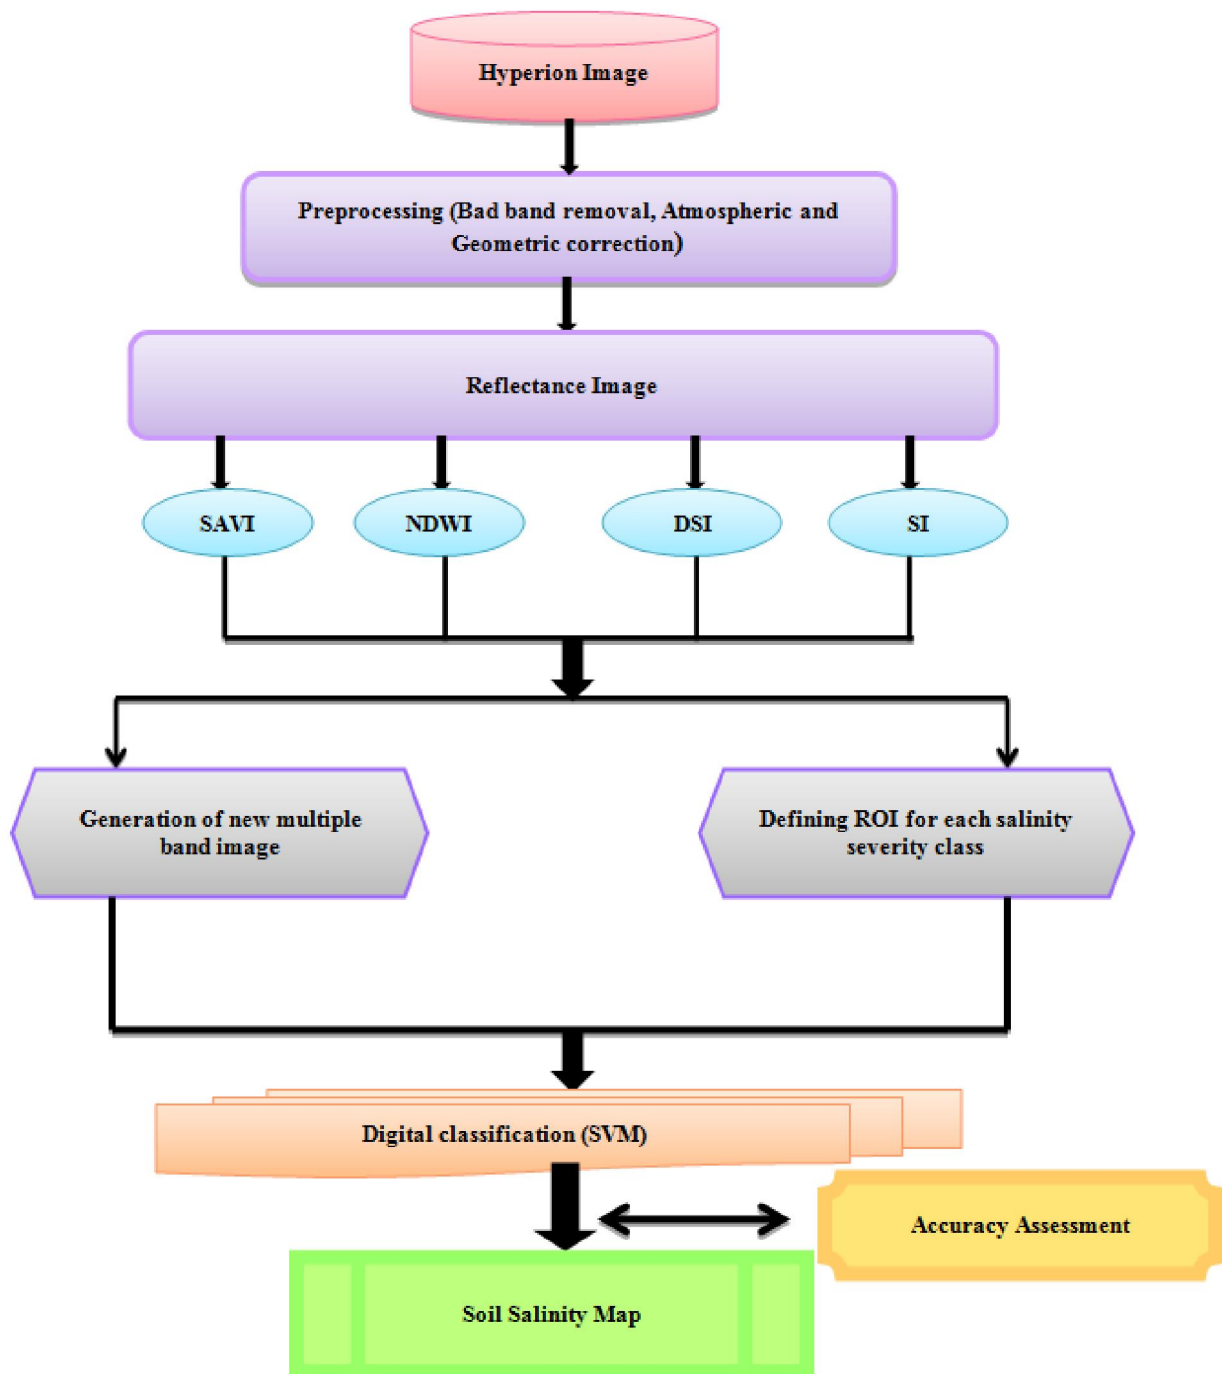 Hyperion Image
Preprocessing (Bad band removal, Atmospheric and
Geometric correction)
Reflectance Image
SAVI
NDWI
DSI
SI
Generation of new multiple
band image
Defining ROI for each salinity
severity class
Digital classification (SVM)
Accuracy Assessment
Soil Salinity Map